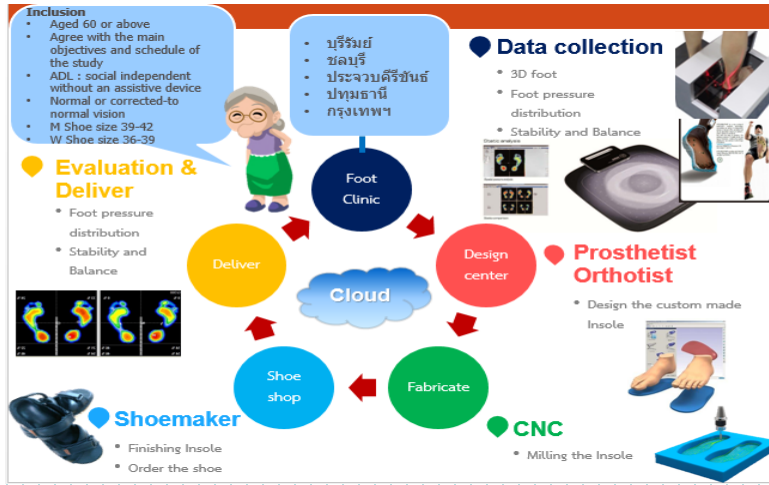 Inclusion
• Aged 60 or above
• Agree with the main
objectives and schedule of
the study
• ADL : social independent
without an assistive device
• Normal or corrected-to
normal vision
• M Shoe size 39-42
• W Shoe size 36-39
• บุรีรัมย์
• ชลบุรี
• ประจวบคีรีขันธ์
• ปทุมธานี
• กรุงเทพฯ
Data collection
• 3D foot
• Foot pressure
distribution
• Stability and Balance
Evaluation &
Deliver
• Foot pressure
distribution
• Stability and
Balance
Foot
Clinic
Deliver
Design
center
Cloud
Prosthetist
Orthotist
• Design the custom made
Insole
Shoe
shop
Fabricate
Shoemaker
• Finishing Insole
• Order the shoe
CNC
• Milling the Insole